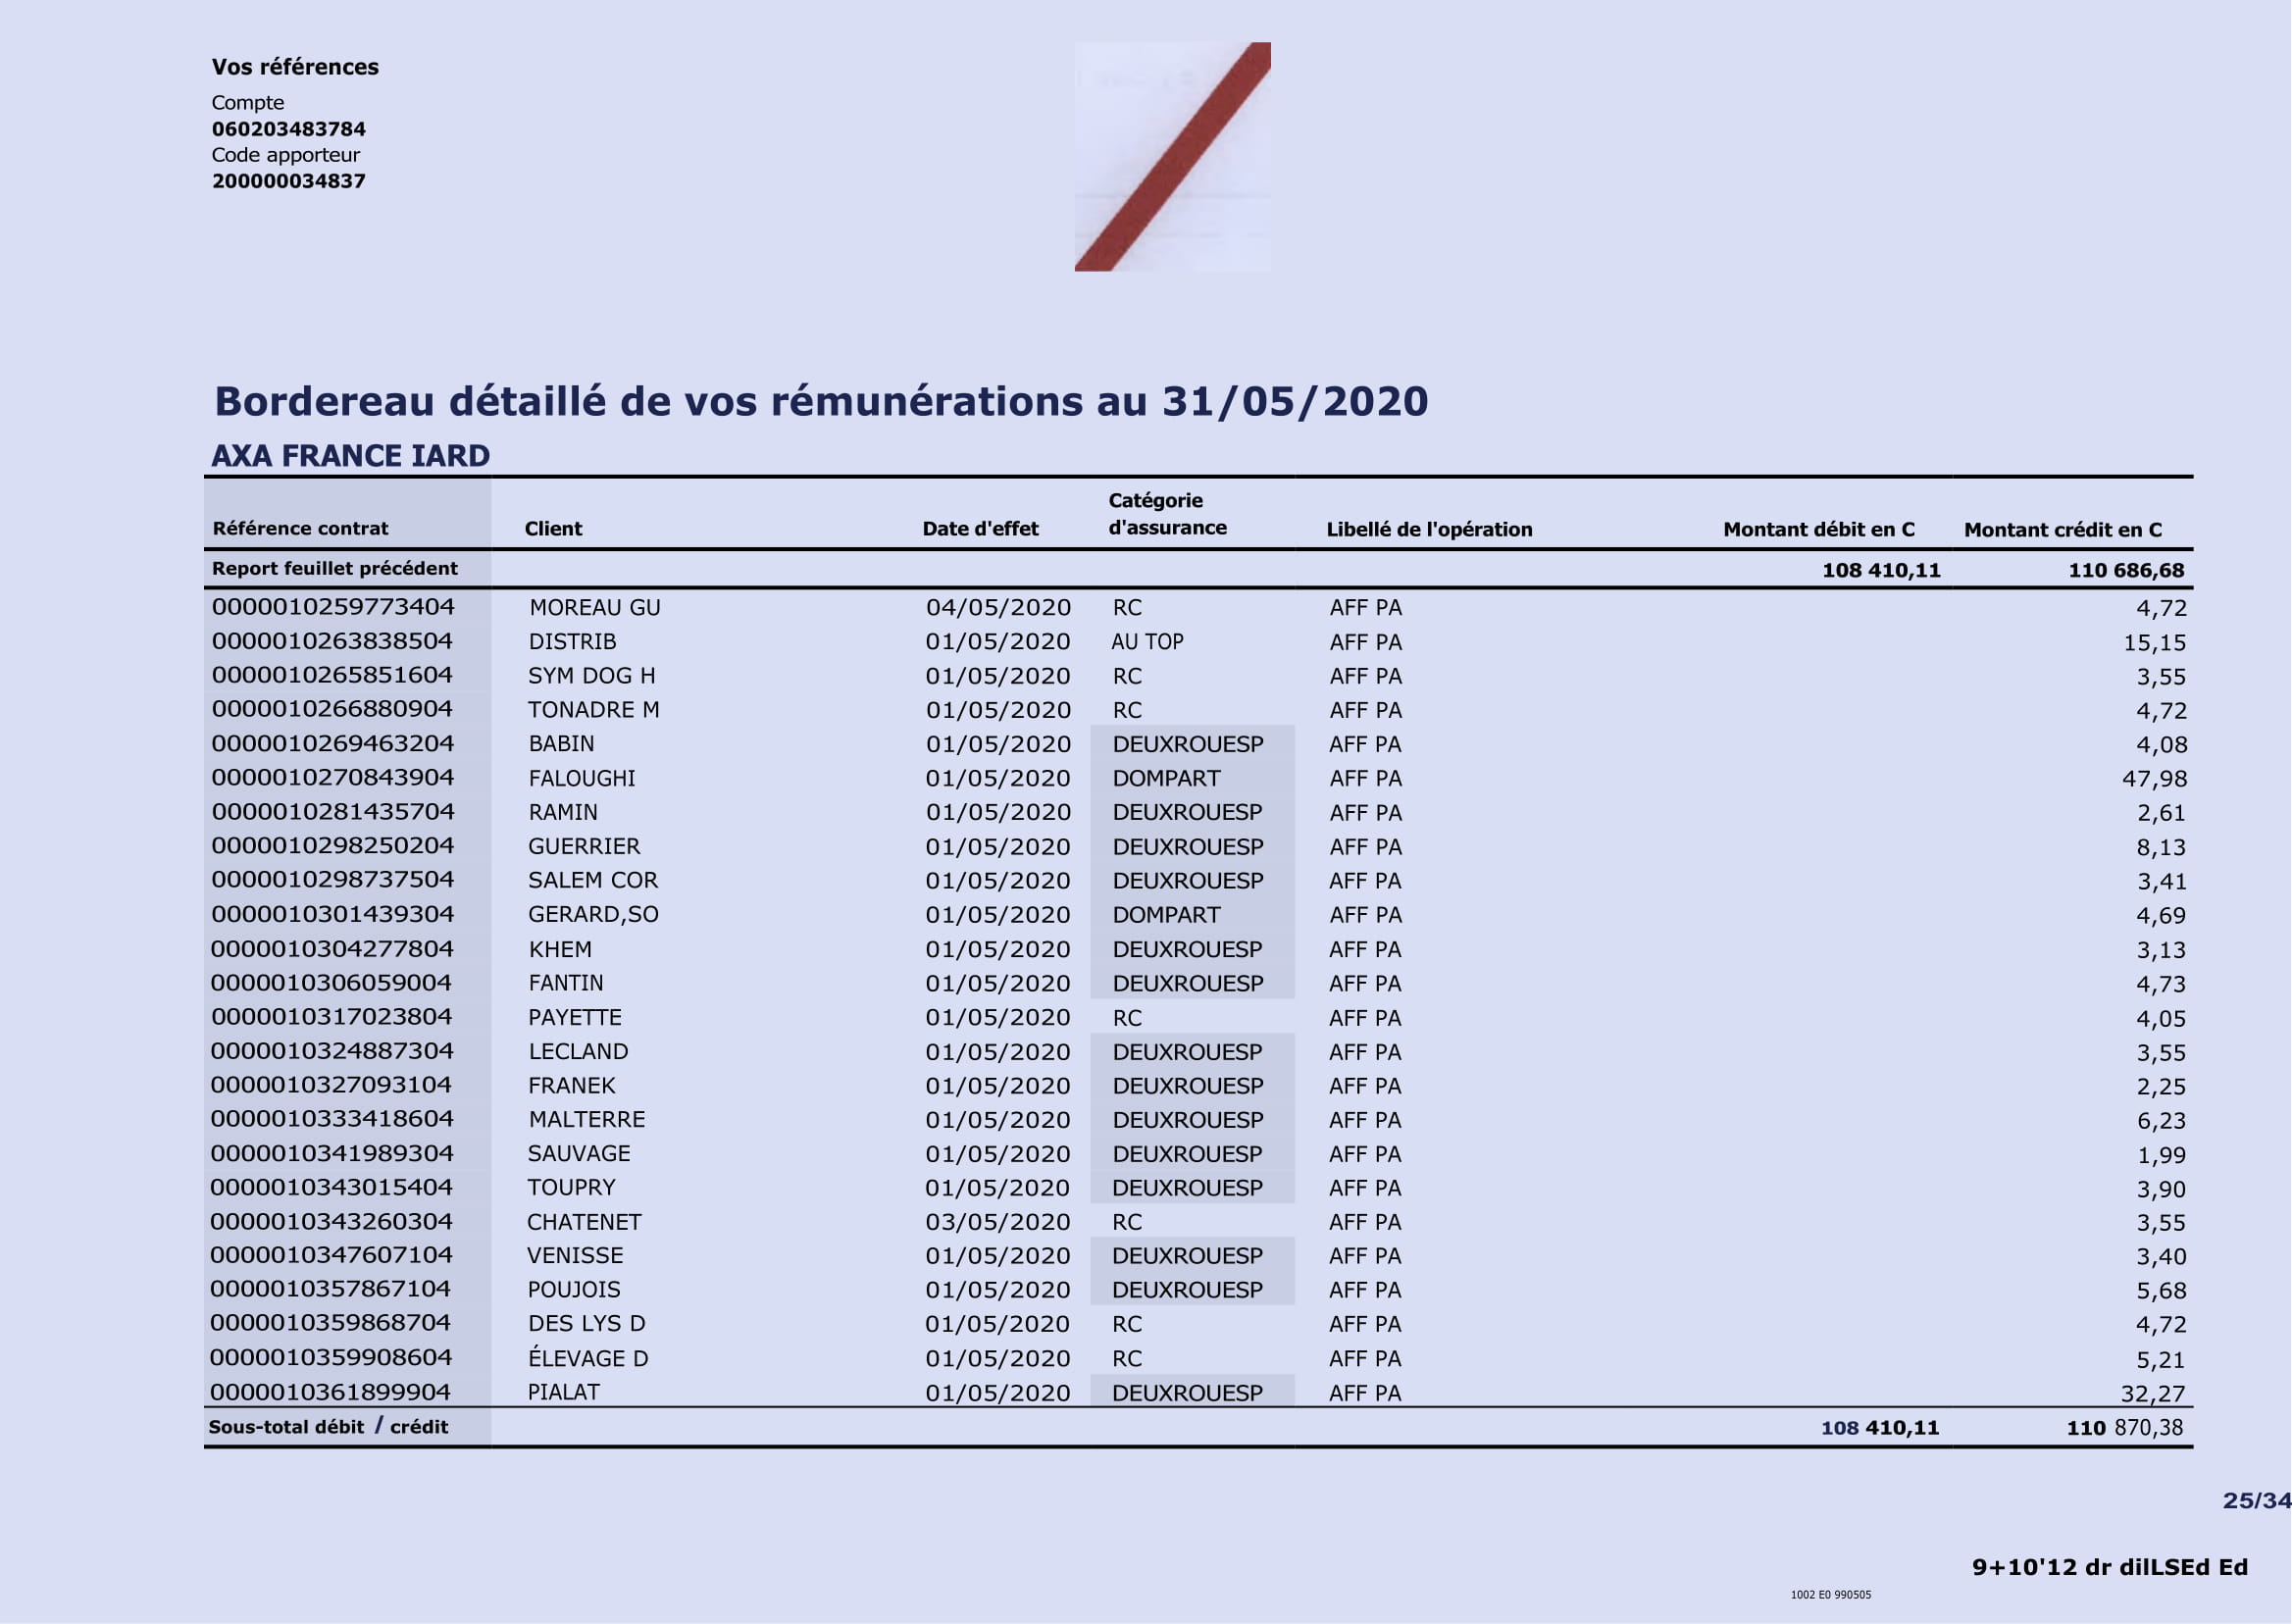 Vos références
Compte
060203483784
Code apporteur
200000034837
Bordereau détaillé de vos rémunérations au 31/05/2020
AXA FRANCE IARD
Référence contrat Client Date d'effet Catégorie d'assurance Libellé de l'opération Montant débit en C Montant crédit en C
Report feuillet précédent 108 410,11 110 686,68
0000010259773404 MOREAU GU 04/05/2020 RC AFF PA 4,72
0000010263838504 DISTRIB 01/05/2020 AU TOP AFF PA 15,15
0000010265851604 SYM DOG H 01/05/2020 RC AFF PA 3,55
0000010266880904 TONADRE M 01/05/2020 RC AFF PA 4,72
0000010269463204 BABIN 01/05/2020 DEUXROUESP AFF PA 4,08
0000010270843904 FALOUGHI 01/05/2020 DOMPART AFF PA 47,98
0000010281435704 RAMIN 01/05/2020 DEUXROUESP AFF PA 2,61
0000010298250204 GUERRIER 01/05/2020 DEUXROUESP AFF PA 8,13
0000010298737504 SALEM COR 01/05/2020 DEUXROUESP AFF PA 3,41
0000010301439304 GERARD,SO 01/05/2020 DOMPART AFF PA 4,69
0000010304277804 KHEM 01/05/2020 DEUXROUESP AFF PA 3,13
0000010306059004 FANTIN 01/05/2020 DEUXROUESP AFF PA 4,73
0000010317023804 PAYETTE 01/05/2020 RC AFF PA 4,05
0000010324887304 LECLAND 01/05/2020 DEUXROUESP AFF PA 3,55
0000010327093104 FRANEK 01/05/2020 DEUXROUESP AFF PA 2,25
0000010333418604 MALTERRE 01/05/2020 DEUXROUESP AFF PA 6,23
0000010341989304 SAUVAGE 01/05/2020 DEUXROUESP AFF PA 1,99
0000010343015404 TOUPRY 01/05/2020 DEUXROUESP AFF PA 3,90
0000010343260304 CHATENET 03/05/2020 RC AFF PA 3,55
0000010347607104 VENISSE 01/05/2020 DEUXROUESP AFF PA 3,40
0000010357867104 POUJOIS 01/05/2020 DEUXROUESP AFF PA 5,68
0000010359868704 DES LYS D 01/05/2020 RC AFF PA 4,72
0000010359908604 ÉLEVAGE D 01/05/2020 RC AFF PA 5,21
0000010361899904 PIALAT 01/05/2020 DEUXROUESP AFF PA 32,27
Sous-total débit / crédit 108 410,11 110 870,38
25/34
9+10'12 dr dilLSEd Ed
1002 E0 990505